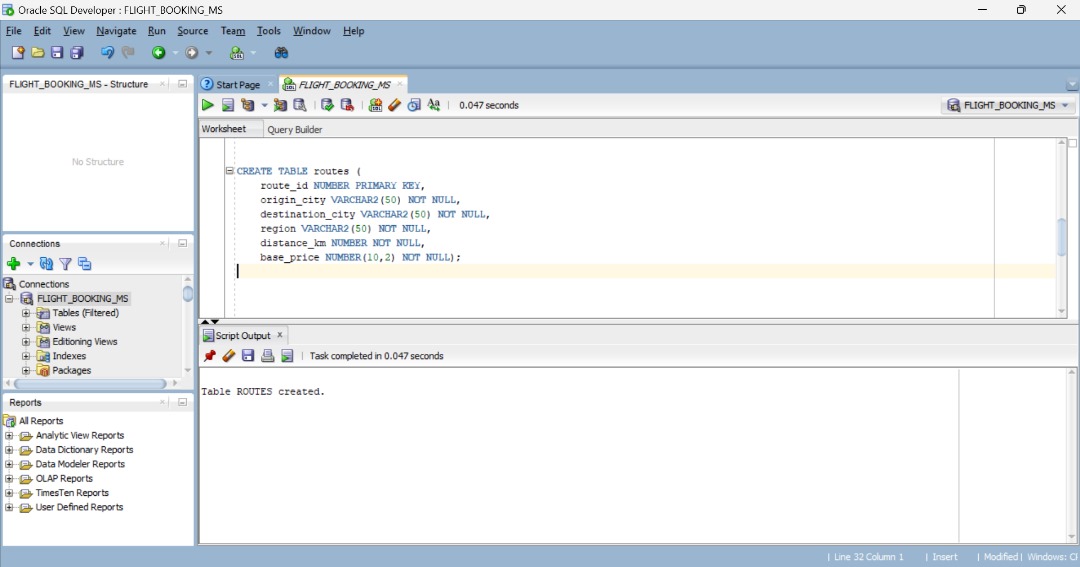 Oracle SQL Developer : FLIGHT_BOOKING_MS
File Edit View Navigate Run Source Team Tools Window Help
FLIGHT_BOOKING_MS - Structure
No Structure
Connections
Connections
FLIGHT_BOOKING_MS
Tables (Filtered)
Views
Editioning Views
Indexes
Packages
Reports
All Reports
Analytic View Reports
Data Dictionary Reports
Data Modeler Reports
OLAP Reports
TimesTen Reports
User Defined Reports
Start Page FLIGHT_BOOKING_MS
0.047 seconds FLIGHT_BOOKING_MS
Worksheet Query Builder
CREATE TABLE routes (
route_id NUMBER PRIMARY KEY,
origin_city VARCHAR2(50) NOT NULL,
destination_city VARCHAR2(50) NOT NULL,
region VARCHAR2(50) NOT NULL,
distance_km NUMBER NOT NULL,
base_price NUMBER(10,2) NOT NULL);
Script Output x
Task completed in 0.047 seconds
Table ROUTES created.
| Line 32 Column 1 | Insert | Modified | Windows: Cl